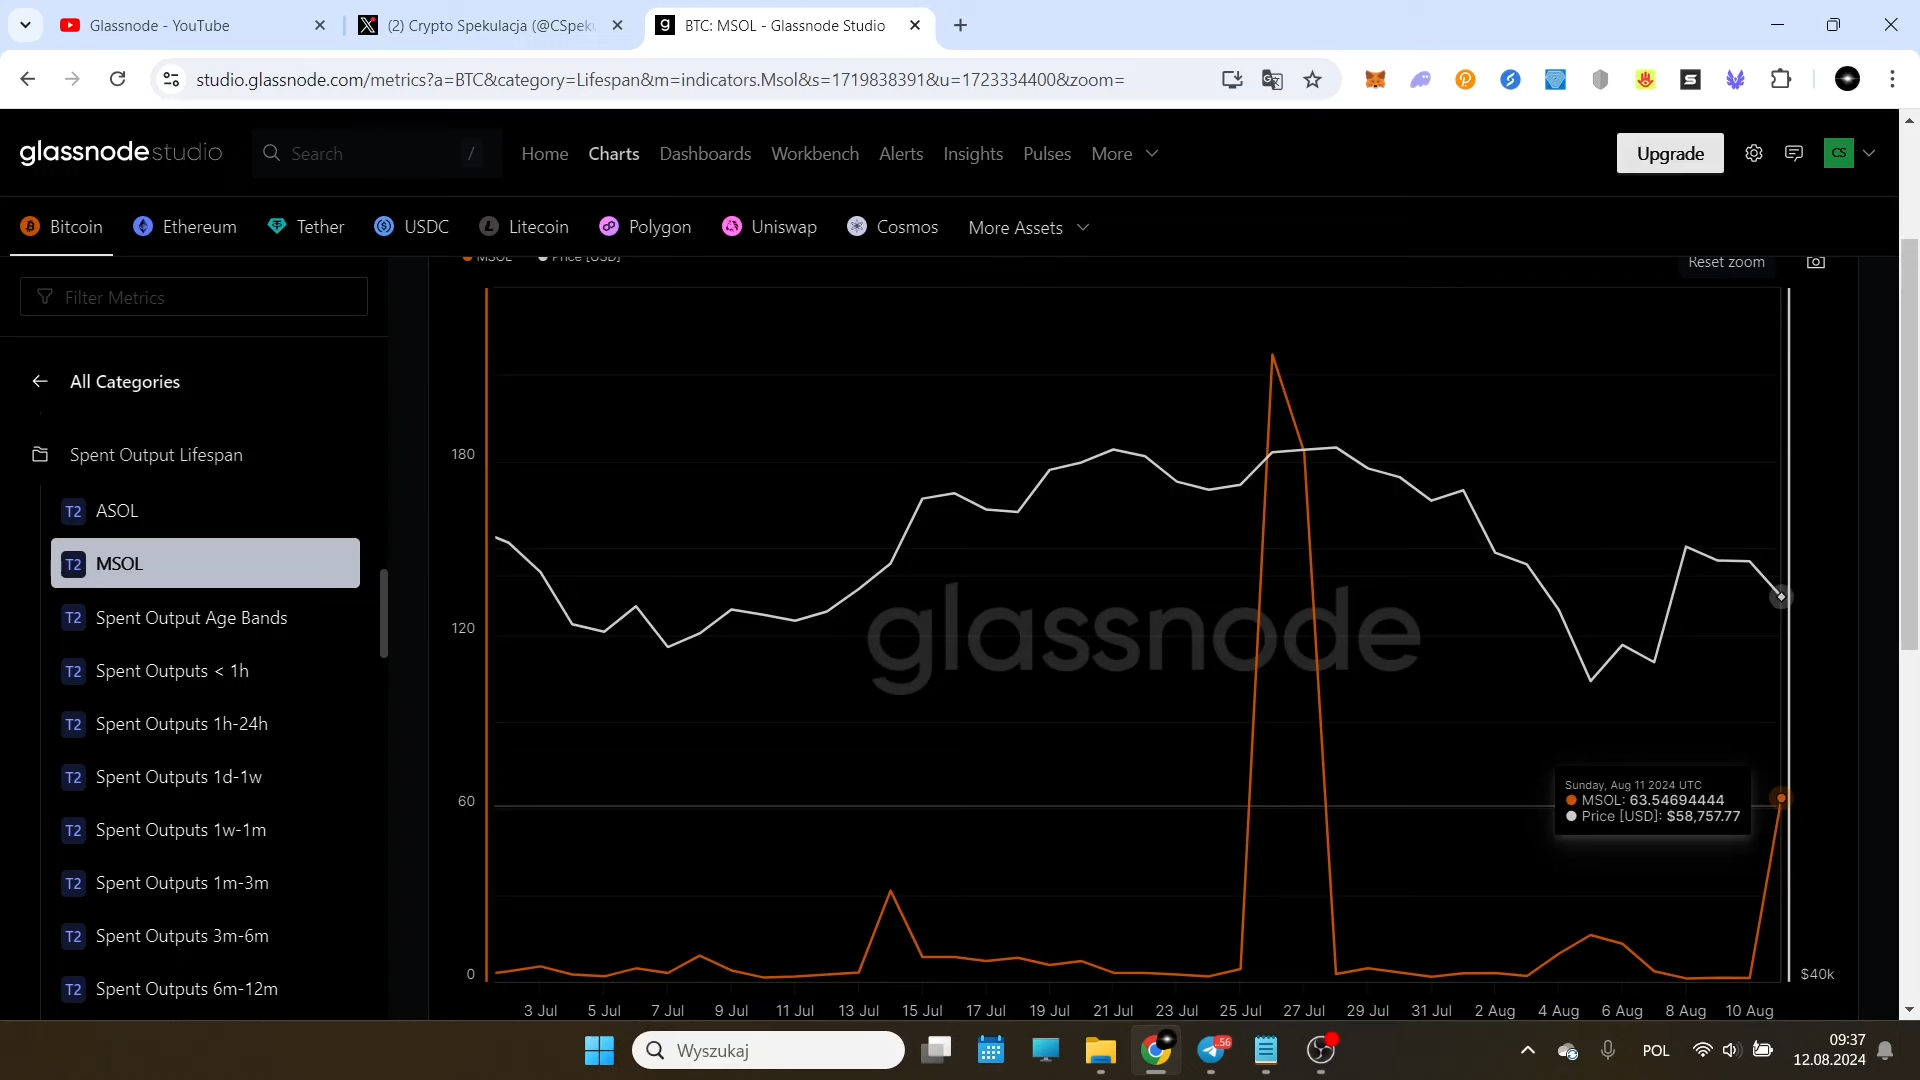 Glassnode - YouTube
(2) Crypto Spekulacja (@CSpeku
BTC: MSOL - Glassnode Studio
studio.glassnode.com/metrics?a=BTC&category=Lifespan&m=indicators.Msol&s=1719838391&u=1723334400&zoom=
glassnodestudio
Search
/
Home
Charts
Dashboards
Workbench
Alerts
Insights
Pulses
More
Upgrade
CS
Bitcoin
Ethereum
Tether
USDC
Litecoin
Polygon
Uniswap
Cosmos
More Assets
Filter Metrics
MSOL
Price [USD]
Reset zoom
All Categories
Spent Output Lifespan
T2 ASOL
T2 MSOL
T2 Spent Output Age Bands
T2 Spent Outputs < 1h
T2 Spent Outputs 1h-24h
T2 Spent Outputs 1d-1w
T2 Spent Outputs 1w-1m
T2 Spent Outputs 1m-3m
T2 Spent Outputs 3m-6m
T2 Spent Outputs 6m-12m
180
120
60
0
glassnode
Sunday, Aug 11 2024 UTC
MSOL: 63.54694444
Price [USD]: $58,757.77
$40k
3 Jul
5 Jul
7 Jul
9 Jul
11 Jul
13 Jul
15 Jul
17 Jul
19 Jul
21 Jul
23 Jul
25 Jul
27 Jul
29 Jul
31 Jul
2 Aug
4 Aug
6 Aug
8 Aug
10 Aug
Wyszukaj
56
POL
09:37
12.08.2024